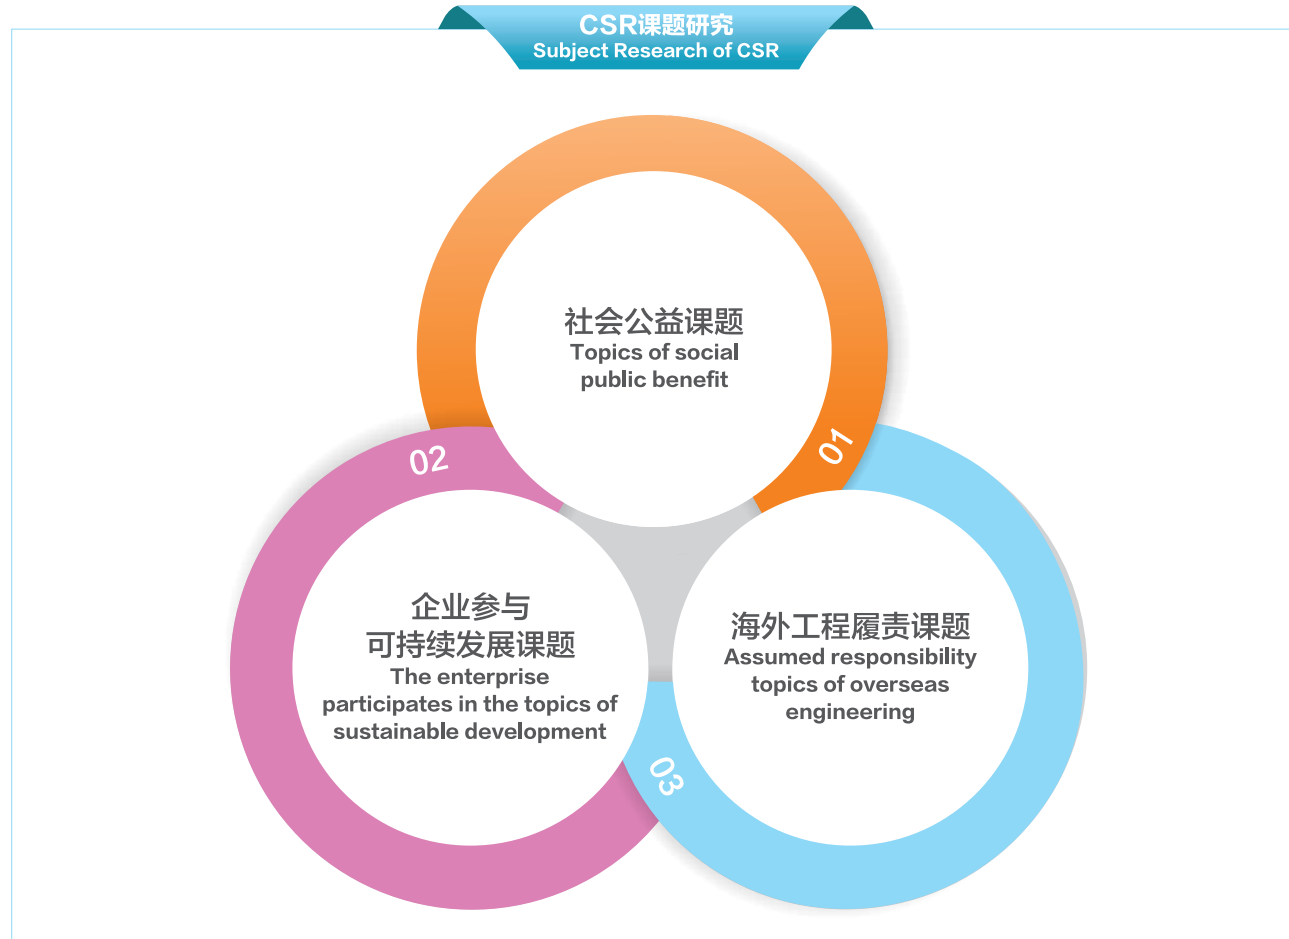 CSR课题研究
Subject Research of CSR
社会公益课题
Topics of social
public benefit
01
02
企业参与
可持续发展课题
The enterprise
participates in the topics of
sustainable development
海外工程履责课题
Assumed responsibility
topics of overseas
engineering
03